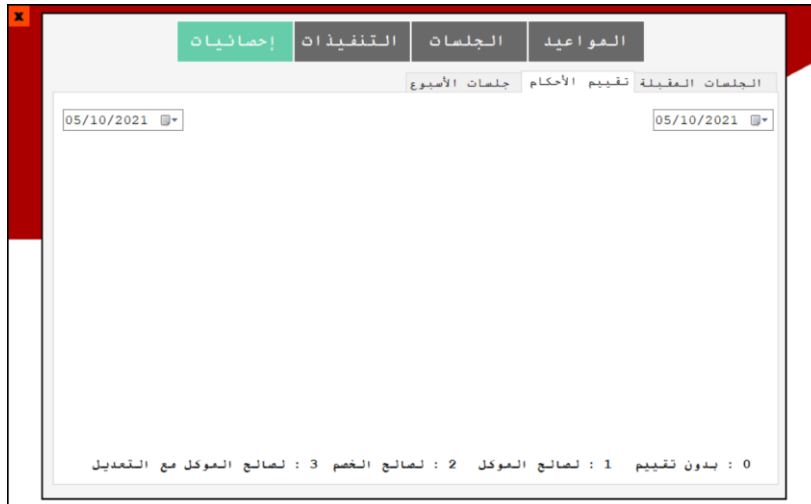 x
المواعيد الجلسات التنفيذات إحصائيات
الجلسات المقبلة تقييم الأحكام جلسات الأسبوع
05/10/2021 05/10/2021
0 : بدون تقييم 1 : لصالح الموكل 2 : لصالح الخصم 3 : لصالح الموكل مع التعديل